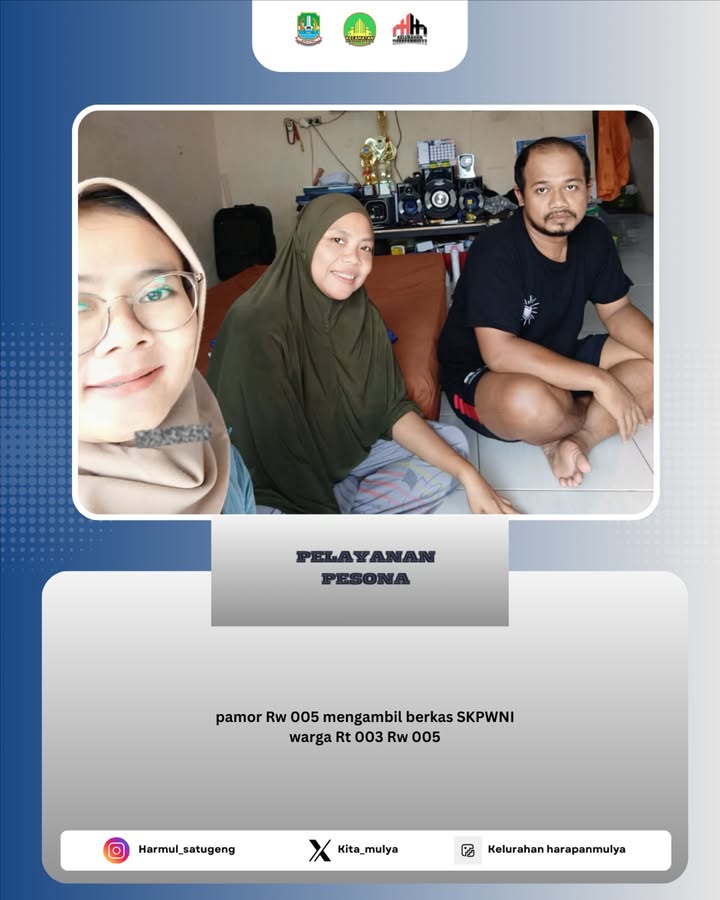 PELAYANAN
PESONA
pamor Rw 005 mengambil berkas SKPWNI
warga Rt 003 Rw 005
Harmul_satugeng
Kita_mulya
Kelurahan harapanmulya